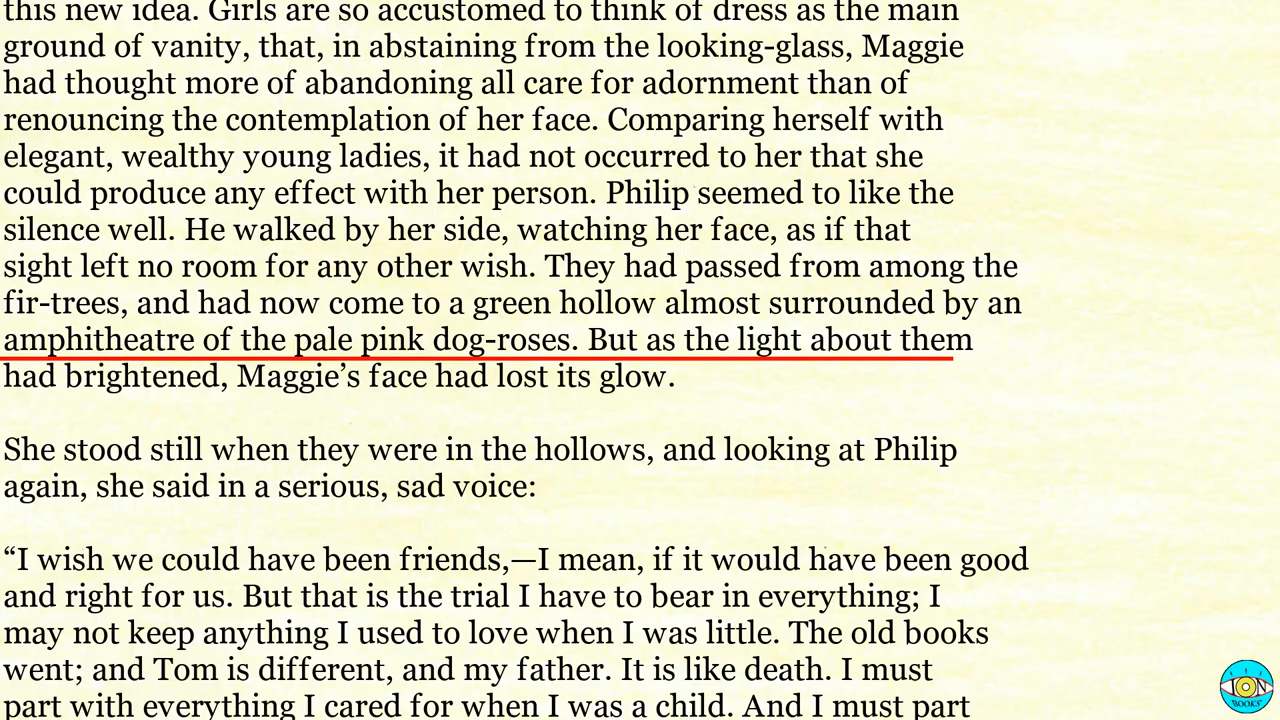 this new idea. Girls are so accustomed to think of dress as the main
ground of vanity, that, in abstaining from the looking-glass, Maggie
had thought more of abandoning all care for adornment than of
renouncing the contemplation of her face. Comparing herself with
elegant, wealthy young ladies, it had not occurred to her that she
could produce any effect with her person. Philip seemed to like the
silence well. He walked by her side, watching her face, as if that
sight left no room for any other wish. They had passed from among the
fir-trees, and had now come to a green hollow almost surrounded by an
amphitheatre of the pale pink dog-roses. But as the light about them
had brightened, Maggie’s face had lost its glow.
She stood still when they were in the hollows, and looking at Philip
again, she said in a serious, sad voice:
“I wish we could have been friends,—I mean, if it would have been good
and right for us. But that is the trial I have to bear in everything; I
may not keep anything I used to love when I was little. The old books
went; and Tom is different, and my father. It is like death. I must
part with everything I cared for when I was a child. And I must part
ION
BOOKS